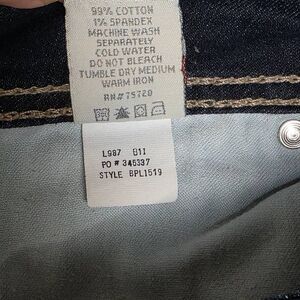 99% COTTON
1% SPANDEX
MACHINE WASH
SEPARATELY
COLD WATER
DO NOT BLEACH
TUMBLE DRY MEDIUM
WARM IRON
RN#75720
L987 B11
PO # 345337
STYLE BPL1519